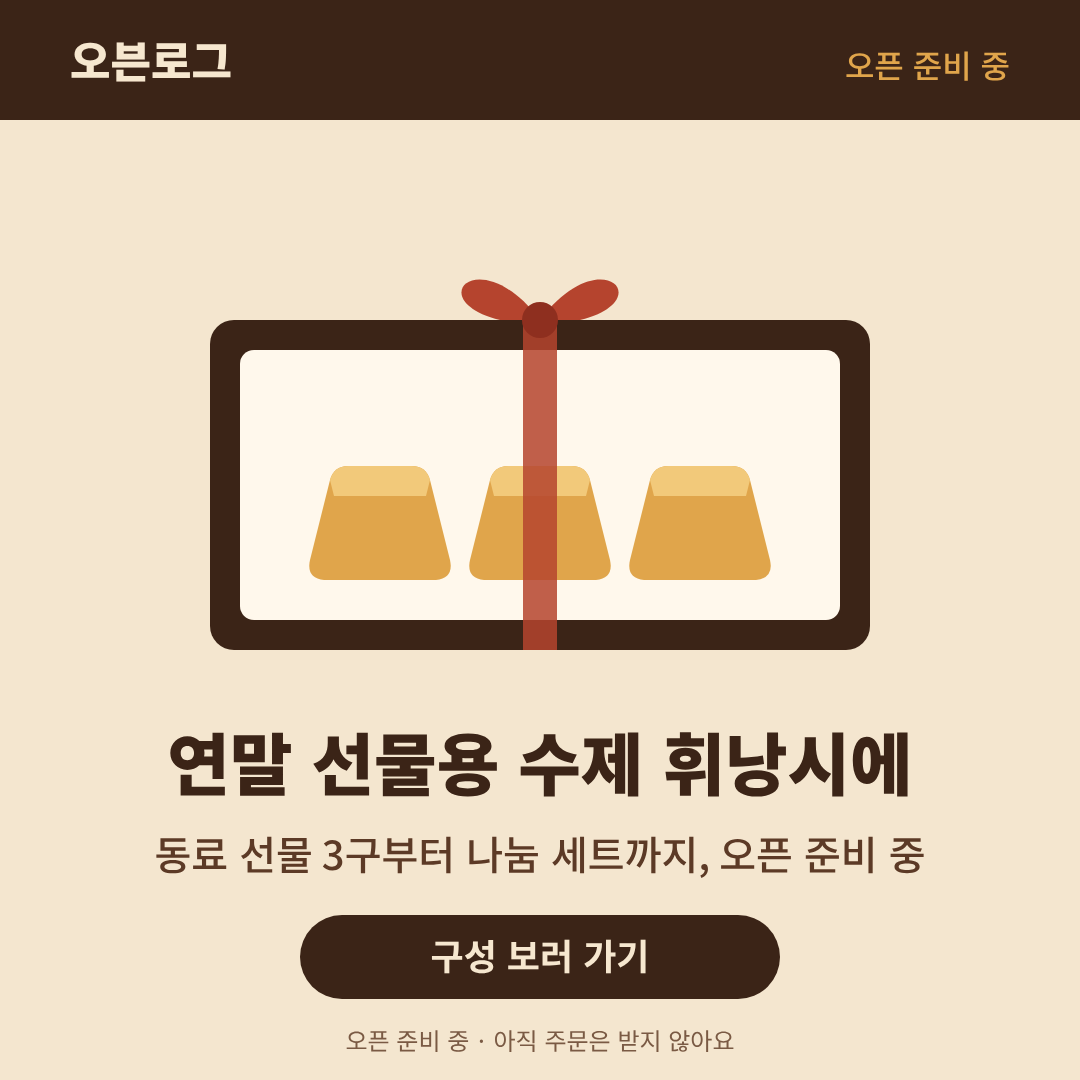 오븐로그
오픈 준비 중
연말 선물용 수제 휘낭시에
동료 선물 3구부터 나눔 세트까지, 오픈 준비 중
구성 보러 가기
오픈 준비 중 · 아직 주문은 받지 않아요